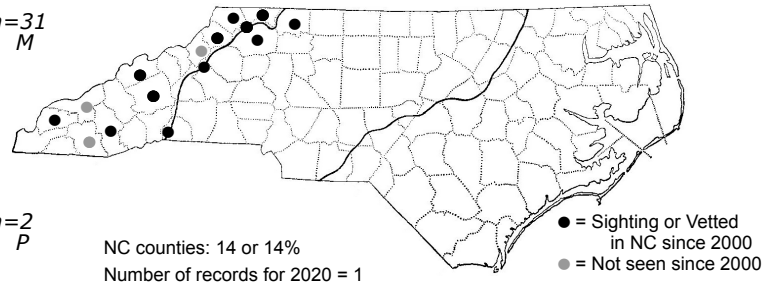 n=31
M
n=2
P
NC counties: 14 or 14%
Number of records for 2020 = 1
● = Sighting or Vetted
in NC since 2000
● = Not seen since 2000